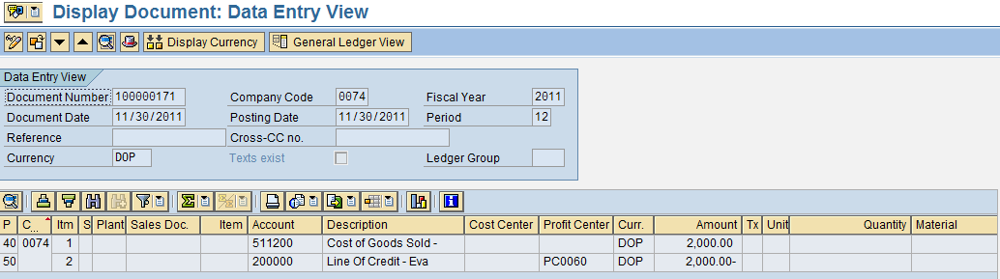 Display Document: Data Entry View
Display Currency General Ledger View
Data Entry View
Document Number 100000171 Company Code 0074 Fiscal Year 2011
Document Date 11/30/2011 Posting Date 11/30/2011 Period 12
Reference Cross-CC no.
Currency DOP Texts exist Ledger Group
P C... Itm S Plant Sales Doc. Item Account Description Cost Center Profit Center Curr. Amount Tx Unit Quantity Material
40 0074 1 511200 Cost of Goods Sold - DOP 2,000.00
50 2 200000 Line Of Credit - Eva PC0060 DOP 2,000.00-